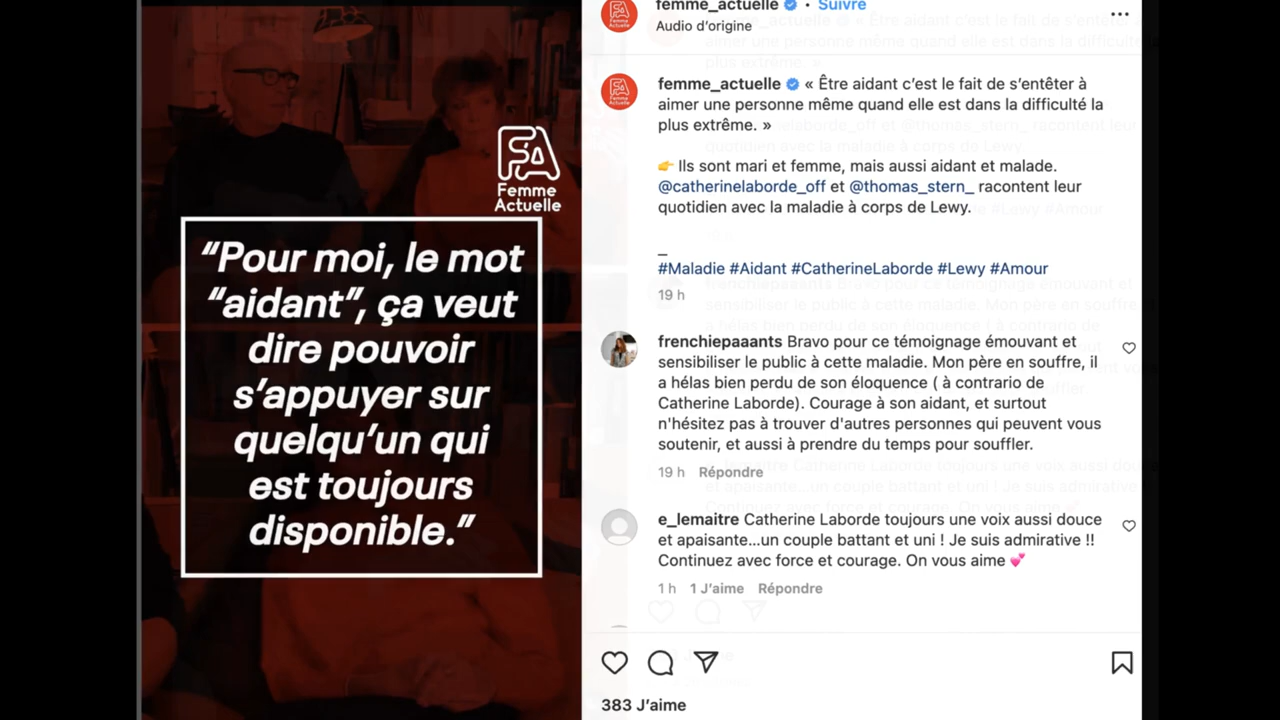 FA
Femme
Actuelle
“Pour moi, le mot
“aidant”, ça veut
dire pouvoir
s’appuyer sur
quelqu’un qui
est toujours
disponible.”
femme_actuelle • Suivre
Audio d’origine
femme_actuelle « Être aidant c’est le fait de s’entêter à
aimer une personne même quand elle est dans la difficulté la
plus extrême. »
👉 Ils sont mari et femme, mais aussi aidant et malade.
@catherinelaborde_off et @thomas_stern_ racontent leur
quotidien avec la maladie à corps de Lewy.
_
#Maladie #Aidant #CatherineLaborde #Lewy #Amour
19 h
frenchiepaaants Bravo pour ce témoignage émouvant et
sensibiliser le public à cette maladie. Mon père en souffre, il
a hélas bien perdu de son éloquence ( à contrario de
Catherine Laborde). Courage à son aidant, et surtout
n'hésitez pas à trouver d'autres personnes qui peuvent vous
soutenir, et aussi à prendre du temps pour souffler.
19 h Répondre
e_lemaitre Catherine Laborde toujours une voix aussi douce
et apaisante...un couple battant et uni ! Je suis admirative !!
Continuez avec force et courage. On vous aime 💕
1 h 1 J’aime Répondre
383 J’aime